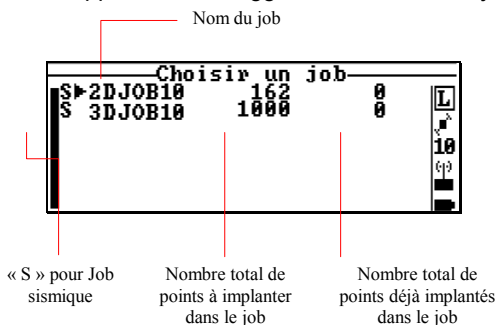 Nom du job
Choisir un job
S 2DJOB10 162 0
S 3DJOB10 1000 0
L
10
« S » pour Job
sismique
Nombre total de
points à implanter
dans le job
Nombre total de
points déjà implantés
dans le job